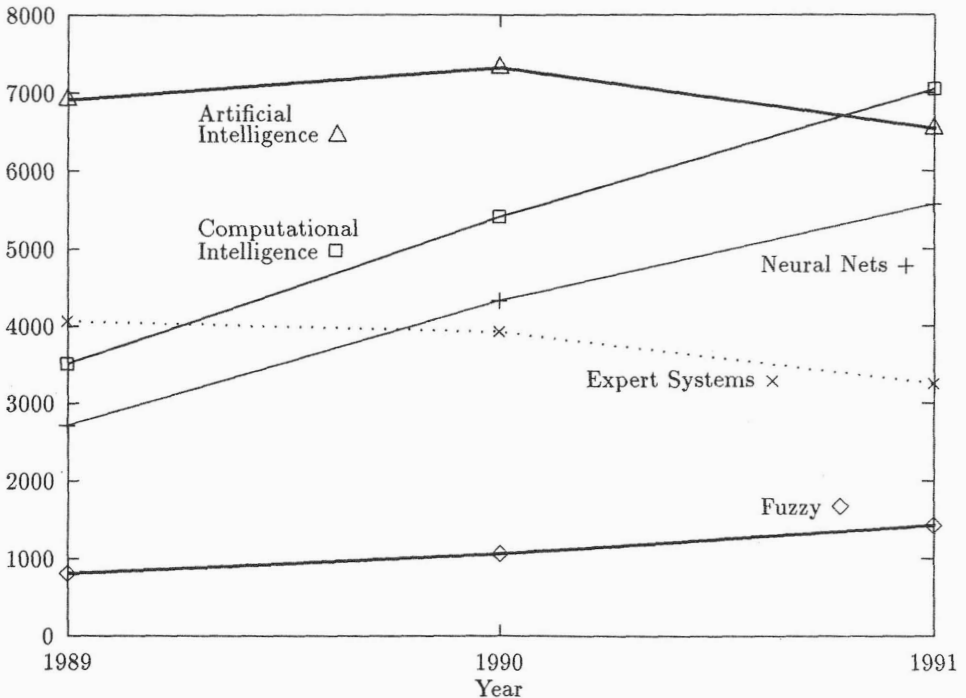 8000
7000
Artificial
Intelligence △
6000
Computational
Intelligence □
5000
Neural Nets +
4000
Expert Systems ×
3000
2000
Fuzzy ◇
1000
0
1989 1990 1991
Year